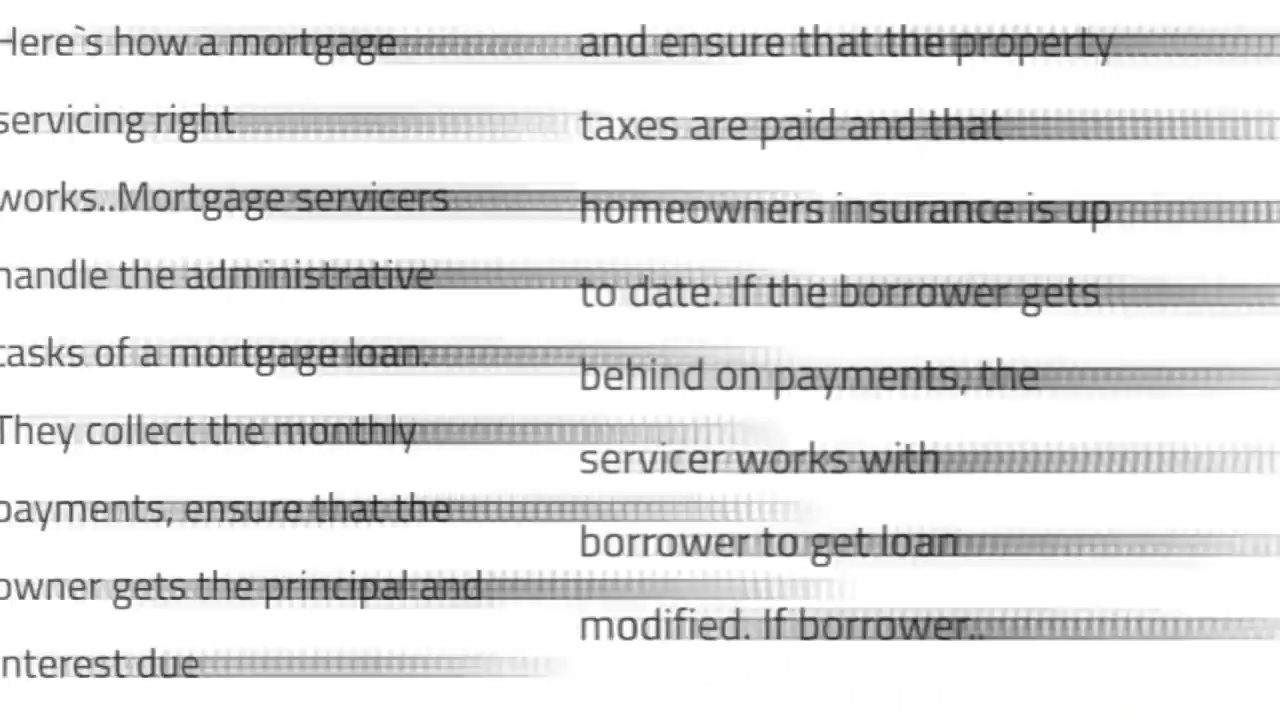 Here`s how a mortgage
servicing right
works..Mortgage servicers
handle the administrative
tasks of a mortgage loan.
They collect the monthly
payments, ensure that the
owner gets the principal and
interest due
and ensure that the property
taxes are paid and that
homeowners insurance is up
to date. If the borrower gets
behind on payments, the
servicer works with
borrower to get loan
modified. If borrower..